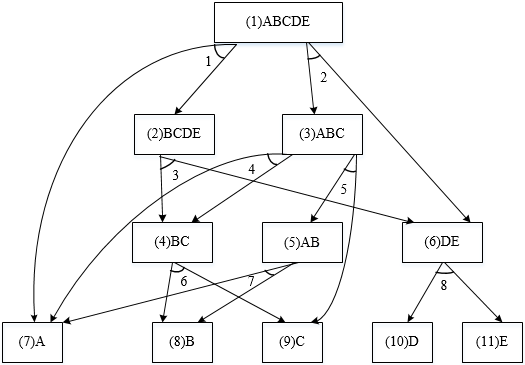 (1)ABCDE
1
2
(2)BCDE
(3)ABC
3
4
5
(4)BC
(5)AB
(6)DE
6
7
8
(7)A
(8)B
(9)C
(10)D
(11)E